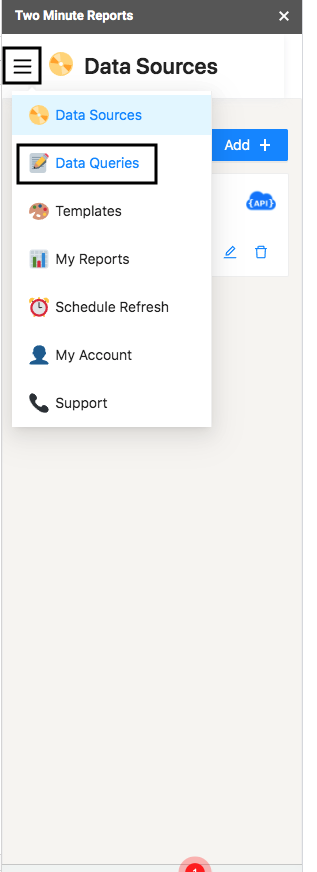 Two Minute Reports
Data Sources
Data Sources
Add +
Data Queries
Templates
{API}
My Reports
Schedule Refresh
My Account
Support